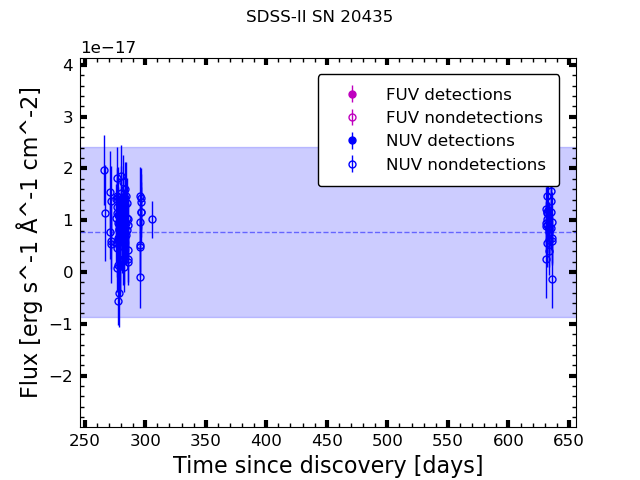 SDSS-II SN 20435
1e−17
4
3
2
1
0
−1
−2
Flux [erg s^-1 Å^-1 cm^-2]
FUV detections
FUV nondetections
NUV detections
NUV nondetections
250 300 350 400 450 500 550 600 650
Time since discovery [days]